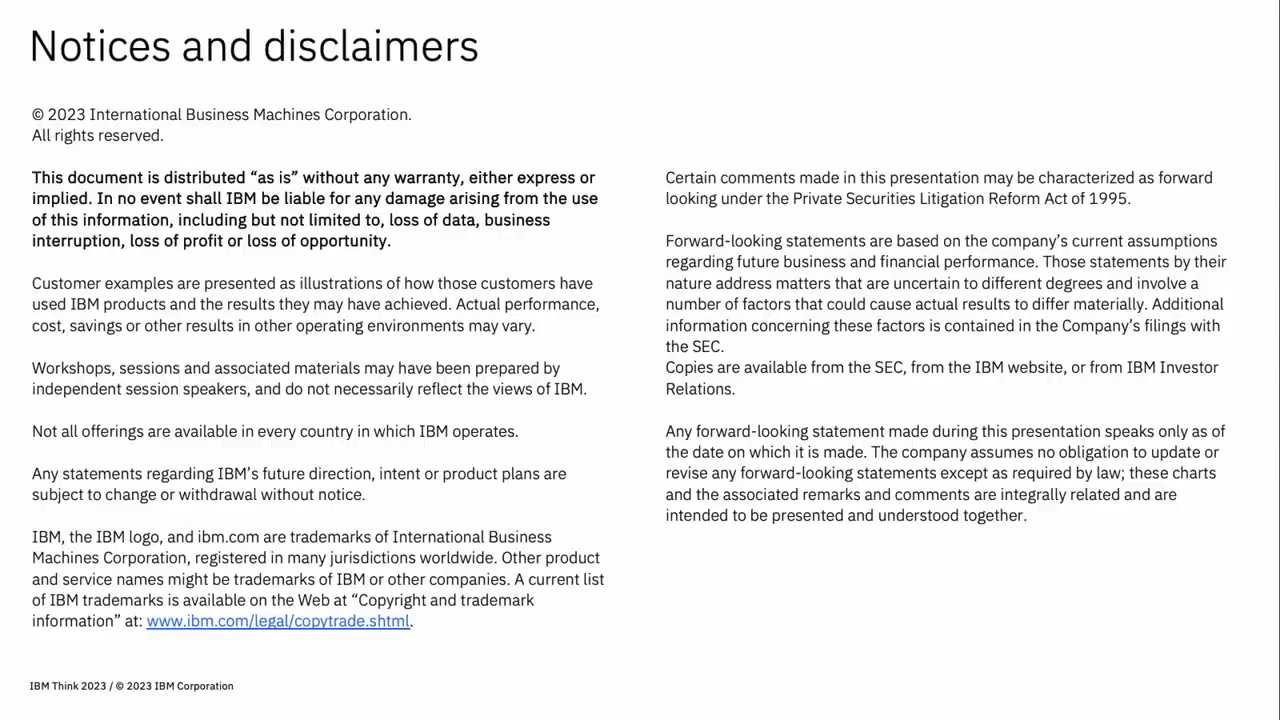 Notices and disclaimers
© 2023 International Business Machines Corporation.
All rights reserved.
This document is distributed “as is” without any warranty, either express or
implied. In no event shall IBM be liable for any damage arising from the use
of this information, including but not limited to, loss of data, business
interruption, loss of profit or loss of opportunity.
Customer examples are presented as illustrations of how those customers have
used IBM products and the results they may have achieved. Actual performance,
cost, savings or other results in other operating environments may vary.
Workshops, sessions and associated materials may have been prepared by
independent session speakers, and do not necessarily reflect the views of IBM.
Not all offerings are available in every country in which IBM operates.
Any statements regarding IBM’s future direction, intent or product plans are
subject to change or withdrawal without notice.
IBM, the IBM logo, and ibm.com are trademarks of International Business
Machines Corporation, registered in many jurisdictions worldwide. Other product
and service names might be trademarks of IBM or other companies. A current list
of IBM trademarks is available on the Web at “Copyright and trademark
information” at: www.ibm.com/legal/copytrade.shtml.
Certain comments made in this presentation may be characterized as forward
looking under the Private Securities Litigation Reform Act of 1995.
Forward-looking statements are based on the company’s current assumptions
regarding future business and financial performance. Those statements by their
nature address matters that are uncertain to different degrees and involve a
number of factors that could cause actual results to differ materially. Additional
information concerning these factors is contained in the Company’s filings with
the SEC.
Copies are available from the SEC, from the IBM website, or from IBM Investor
Relations.
Any forward-looking statement made during this presentation speaks only as of
the date on which it is made. The company assumes no obligation to update or
revise any forward-looking statements except as required by law; these charts
and the associated remarks and comments are integrally related and are
intended to be presented and understood together.
IBM Think 2023 / © 2023 IBM Corporation